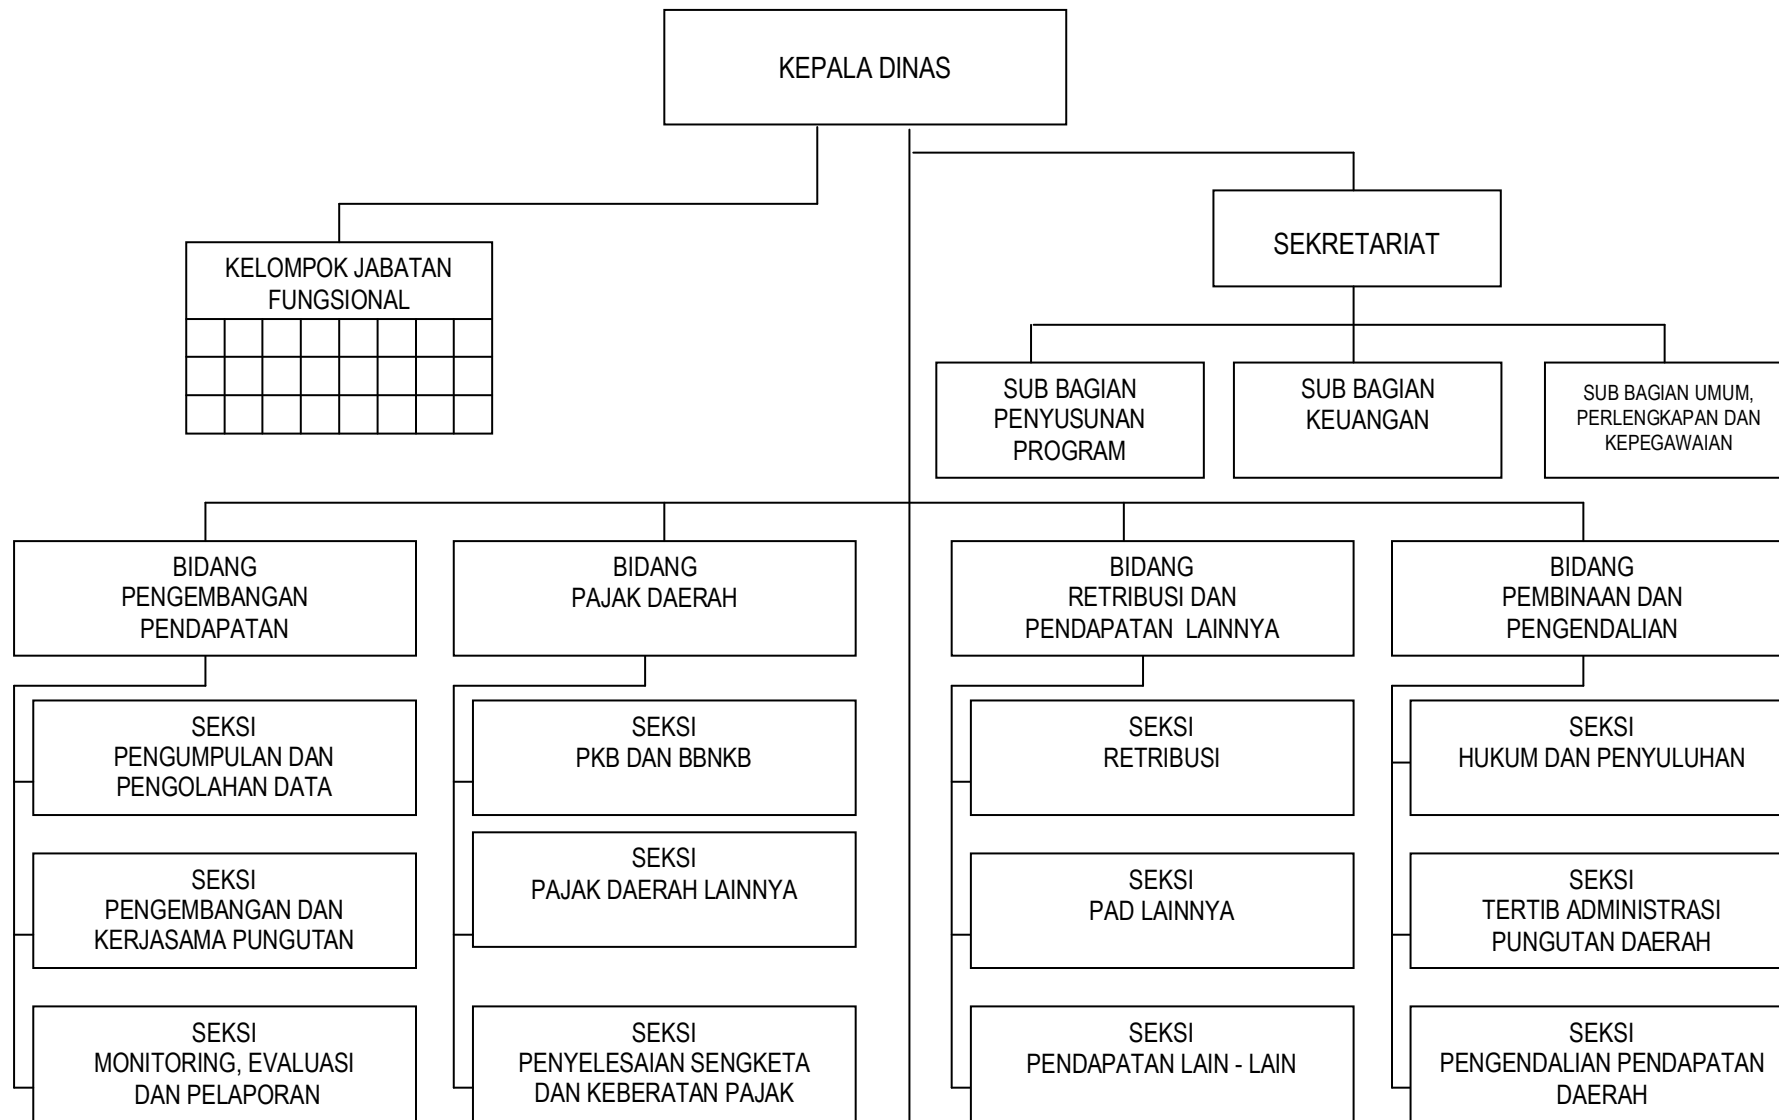 KEPALA DINAS
SEKRETARIAT
KELOMPOK JABATAN
FUNGSIONAL
SUB BAGIAN
PENYUSUNAN
PROGRAM
SUB BAGIAN
KEUANGAN
SUB BAGIAN UMUM,
PERLENGKAPAN DAN
KEPEGAWAIAN
BIDANG
PENGEMBANGAN
PENDAPATAN
BIDANG
PAJAK DAERAH
BIDANG
RETRIBUSI DAN
PENDAPATAN LAINNYA
BIDANG
PEMBINAAN DAN
PENGENDALIAN
SEKSI
PENGUMPULAN DAN
PENGOLAHAN DATA
SEKSI
PKB DAN BBNKB
SEKSI
RETRIBUSI
SEKSI
HUKUM DAN PENYULUHAN
SEKSI
PENGEMBANGAN DAN
KERJASAMA PUNGUTAN
SEKSI
PAJAK DAERAH LAINNYA
SEKSI
PAD LAINNYA
SEKSI
TERTIB ADMINISTRASI
PUNGUTAN DAERAH
SEKSI
MONITORING, EVALUASI
DAN PELAPORAN
SEKSI
PENYELESAIAN SENGKETA
DAN KEBERATAN PAJAK
SEKSI
PENDAPATAN LAIN - LAIN
SEKSI
PENGENDALIAN PENDAPATAN
DAERAH